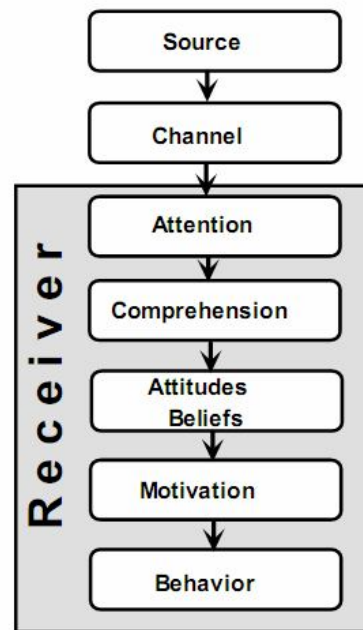 Source
Channel
Receiver
Attention
Comprehension
Attitudes
Beliefs
Motivation
Behavior